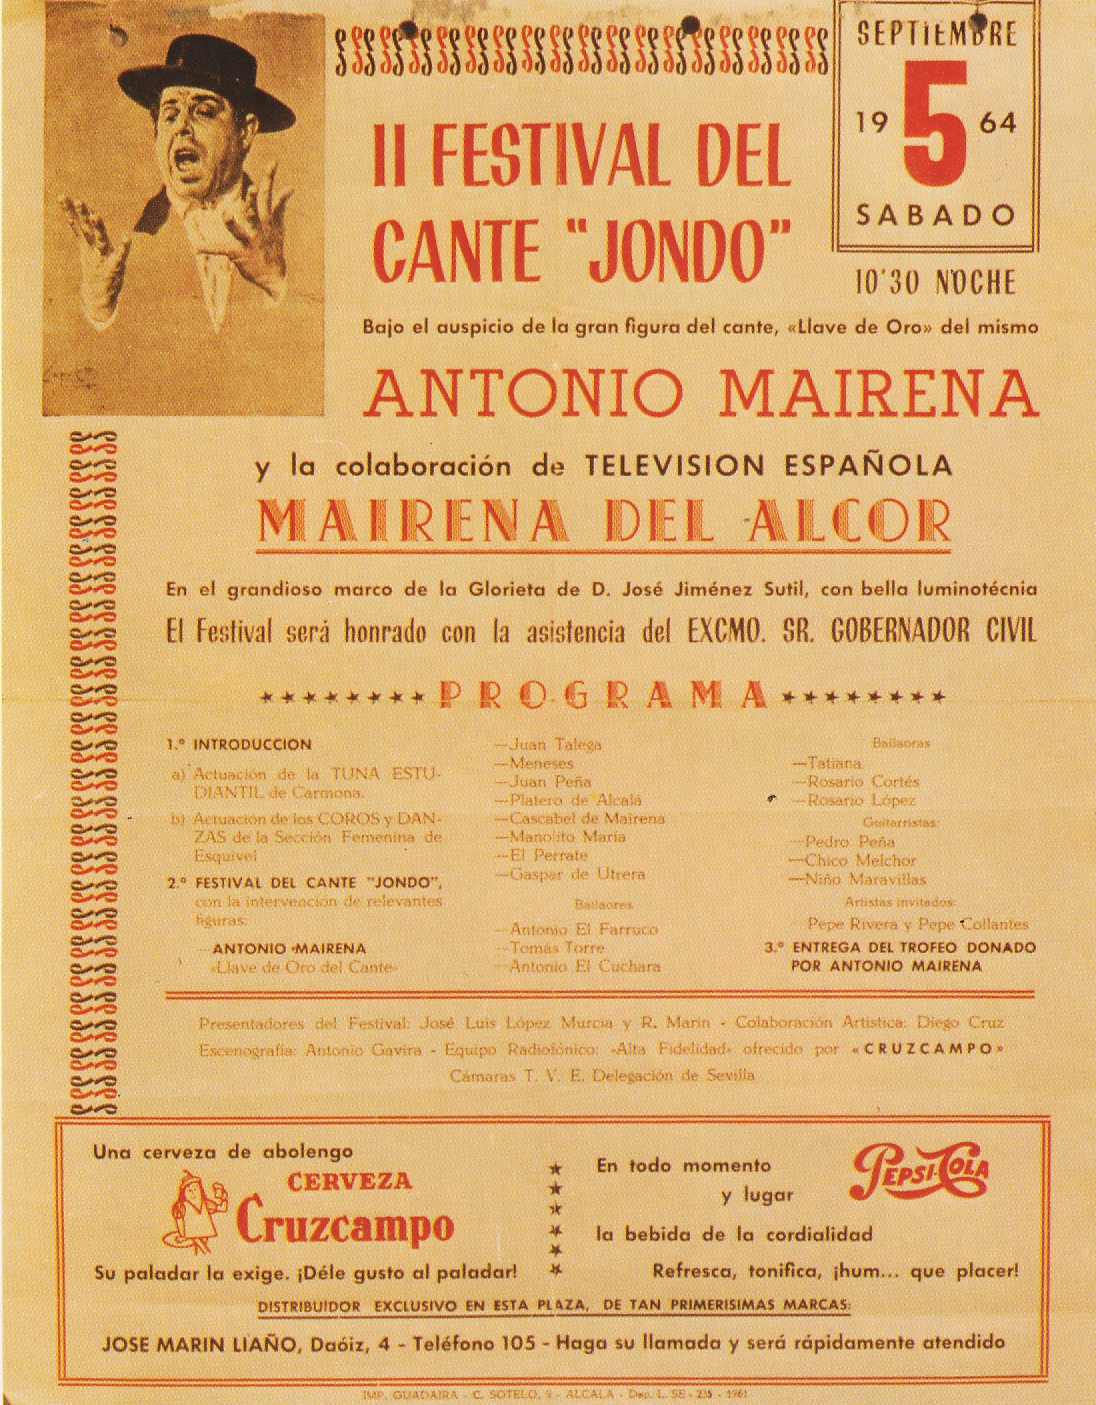 SEPTIEMBRE
19 5 64
SABADO
10'30 NOCHE
II FESTIVAL DEL
CANTE "JONDO"
Bajo el auspicio de la gran figura del cante, «Llave de Oro» del mismo
ANTONIO MAIRENA
y la colaboración de TELEVISION ESPAÑOLA
MAIRENA DEL ALCOR
En el grandioso marco de la Glorieta de D. José Jiménez Sutil, con bella luminotécnia
El Festival será honrado con la asistencia del EXCMO. SR. GOBERNADOR CIVIL
PROGRAMA
1.º INTRODUCCION
a) Actuación de la TUNA ESTU-
DIANTIL de Carmona.
b) Actuación de los COROS y DAN-
ZAS de la Sección Femenina de
Esquivel
2.º FESTIVAL DEL CANTE "JONDO",
con la intervención de relevantes
figuras:
—ANTONIO MAIRENA
«Llave de Oro del Cante»
—Juan Talega
—Meneses
—Juan Peña
—Platero de Alcalá
—Cascabel de Mairena
—Manolito María
—El Perrate
—Gaspar de Utrera
Bailaores
—Antonio El Farruco
—Tomás Torre
—Antonio El Cuchara
Bailaoras
—Tatiana
—Rosario Cortés
—Rosario López
Guitarristas:
—Pedro Peña
—Chico Melchor
—Niño Maravillas
Artistas invitados:
Pepe Rivera y Pepe Collantes
3.º ENTREGA DEL TROFEO DONADO
POR ANTONIO MAIRENA
Presentadores del Festival: José Luis López Murcia y R. Marín - Colaboración Artística: Diego Cruz
Escenografía: Antonio Gavira - Equipo Radiofónico: «Alta Fidelidad» ofrecido por «CRUZCAMPO»
Cámaras T. V. E. Delegación de Sevilla
Una cerveza de abolengo
CERVEZA
Cruzcampo
Su paladar la exige. ¡Déle gusto al paladar!
En todo momento
y lugar
PEPSI-COLA
la bebida de la cordialidad
Refresca, tonifica, ¡hum... que placer!
DISTRIBUIDOR EXCLUSIVO EN ESTA PLAZA, DE TAN PRIMERISIMAS MARCAS:
JOSE MARIN LIAÑO, Daóiz, 4 - Teléfono 105 - Haga su llamada y será rápidamente atendido
IMP. GUADAIRA - C. SOTELO, 9 - ALCALA - Dep. L. SE - 235 - 1961